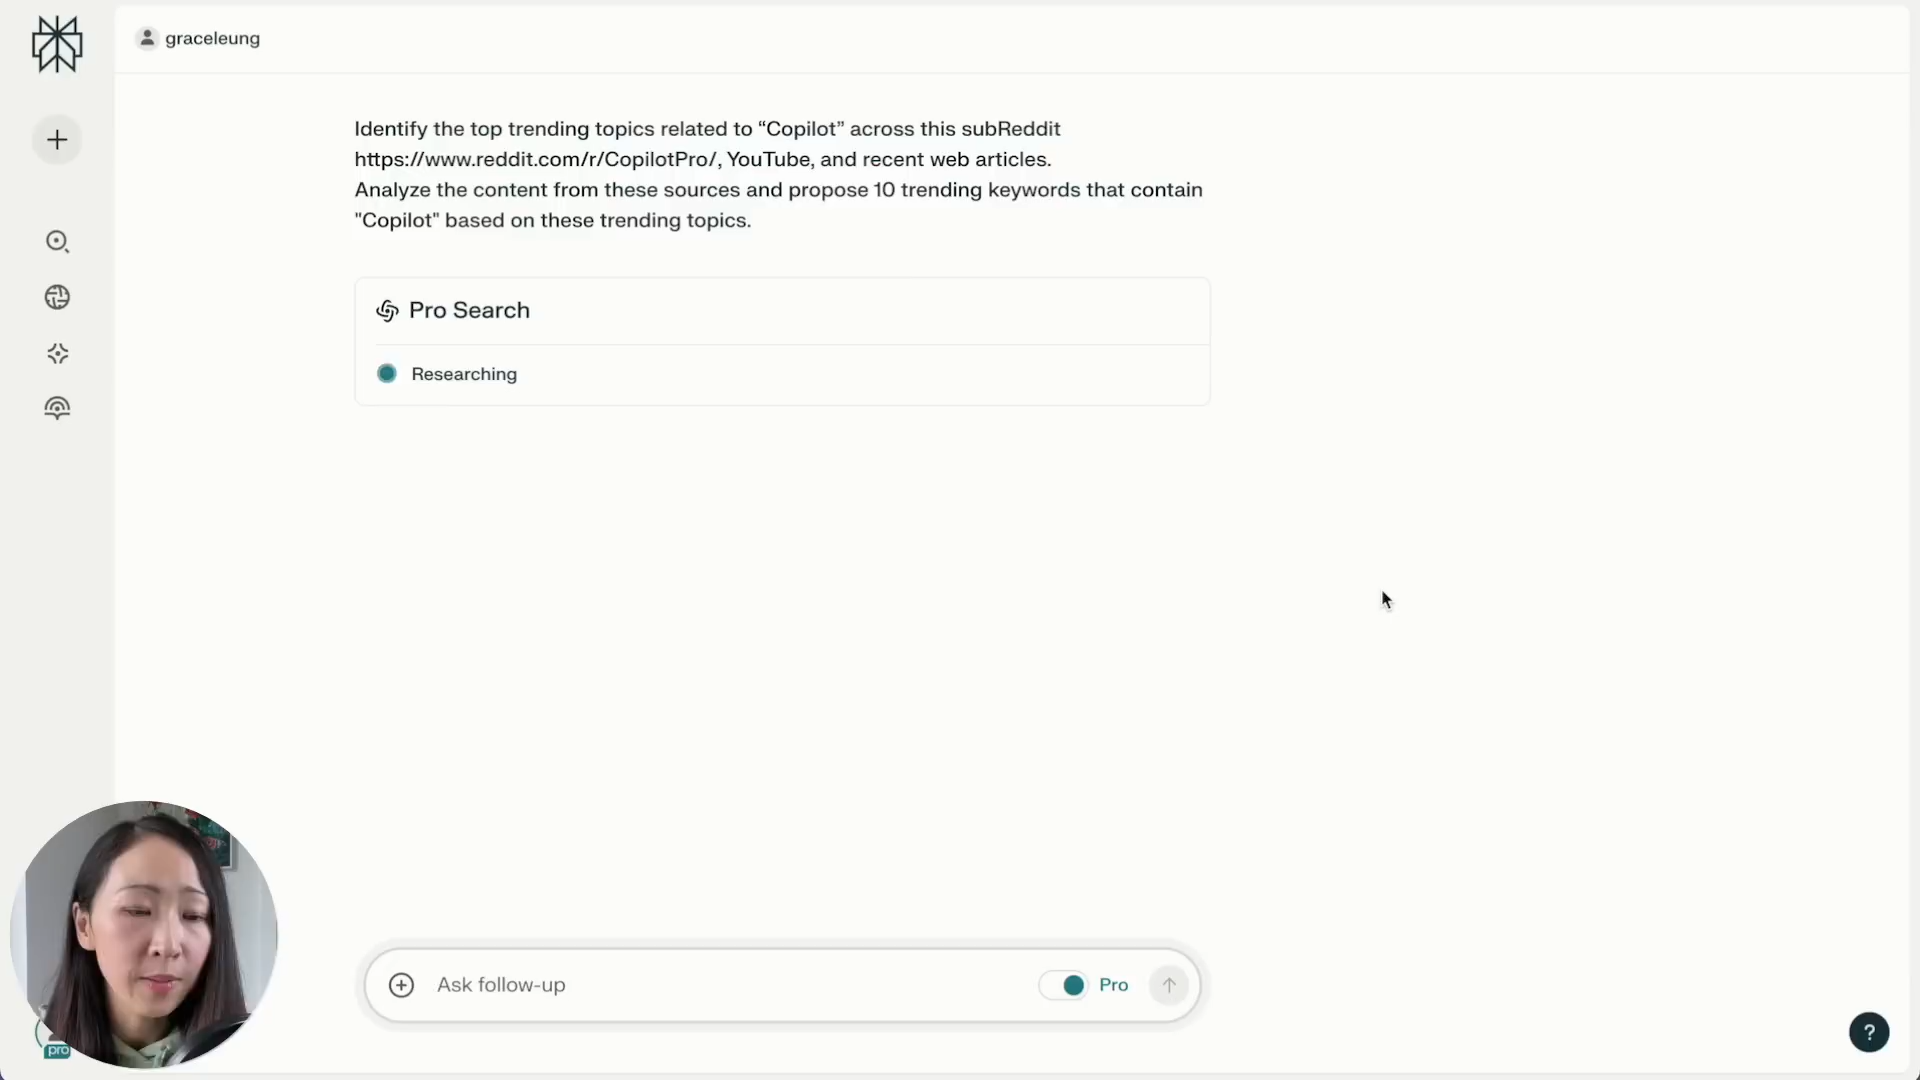 graceleung
Identify the top trending topics related to “Copilot” across this subReddit
https://www.reddit.com/r/CopilotPro/, YouTube, and recent web articles.
Analyze the content from these sources and propose 10 trending keywords that contain
"Copilot" based on these trending topics.
Pro Search
Researching
Ask follow-up
Pro
pro
?